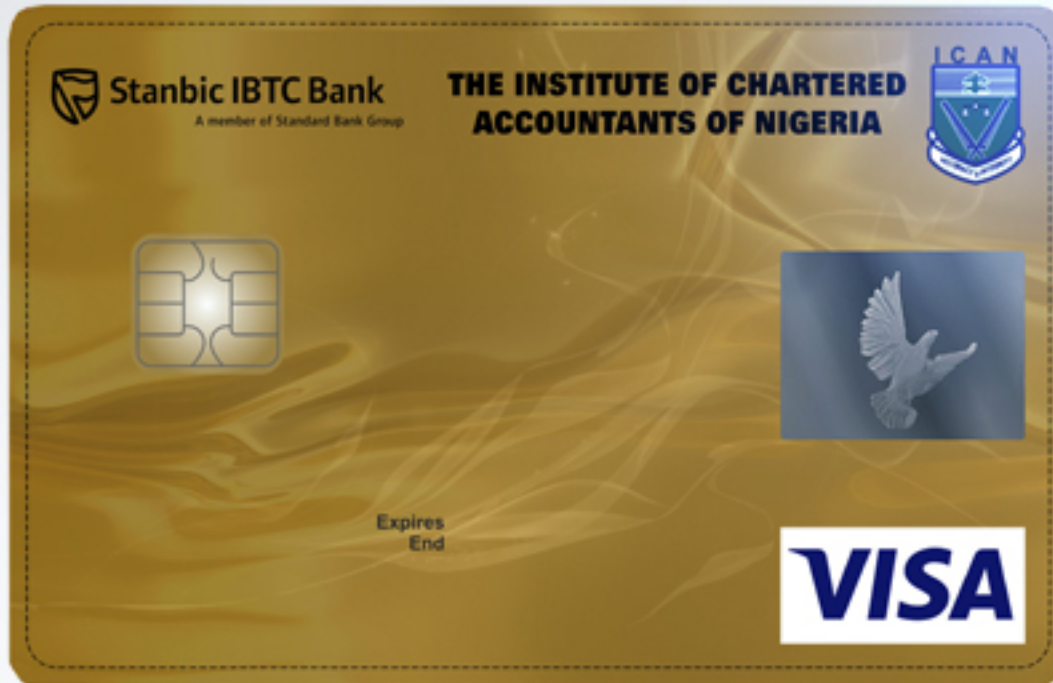 Stanbic IBTC Bank
A member of Standard Bank Group
THE INSTITUTE OF CHARTERED
ACCOUNTANTS OF NIGERIA
ICAN
Expires
End
VISA